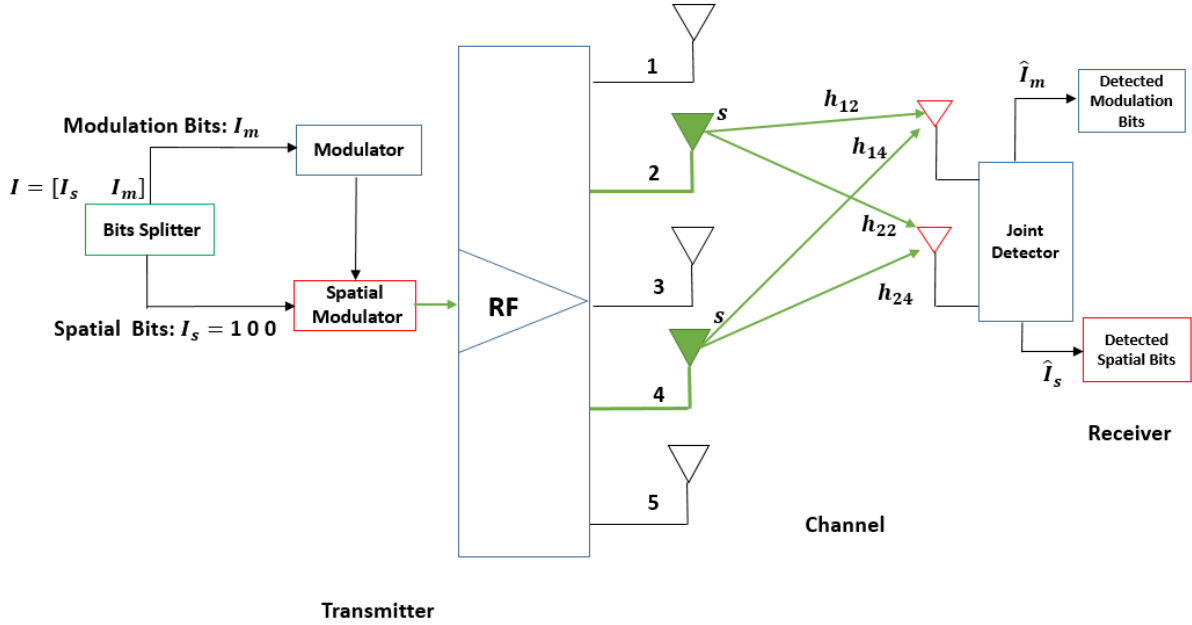 Modulation Bits: I_m
I = [I_s I_m]
Bits Splitter
Spatial Bits: I_s = 1 0 0
Modulator
Spatial
Modulator
RF
1
2
3
4
5
s
s
h_12
h_14
h_22
h_24
Joint
Detector
Î_m
Detected
Modulation
Bits
Î_s
Detected
Spatial Bits
Receiver
Channel
Transmitter